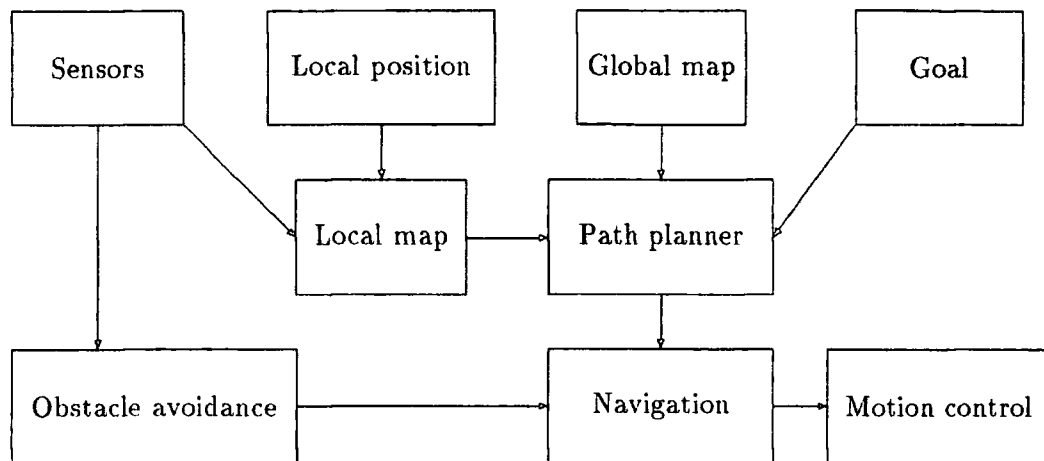 Sensors
Local position
Global map
Goal
Local map
Path planner
Obstacle avoidance
Navigation
Motion control